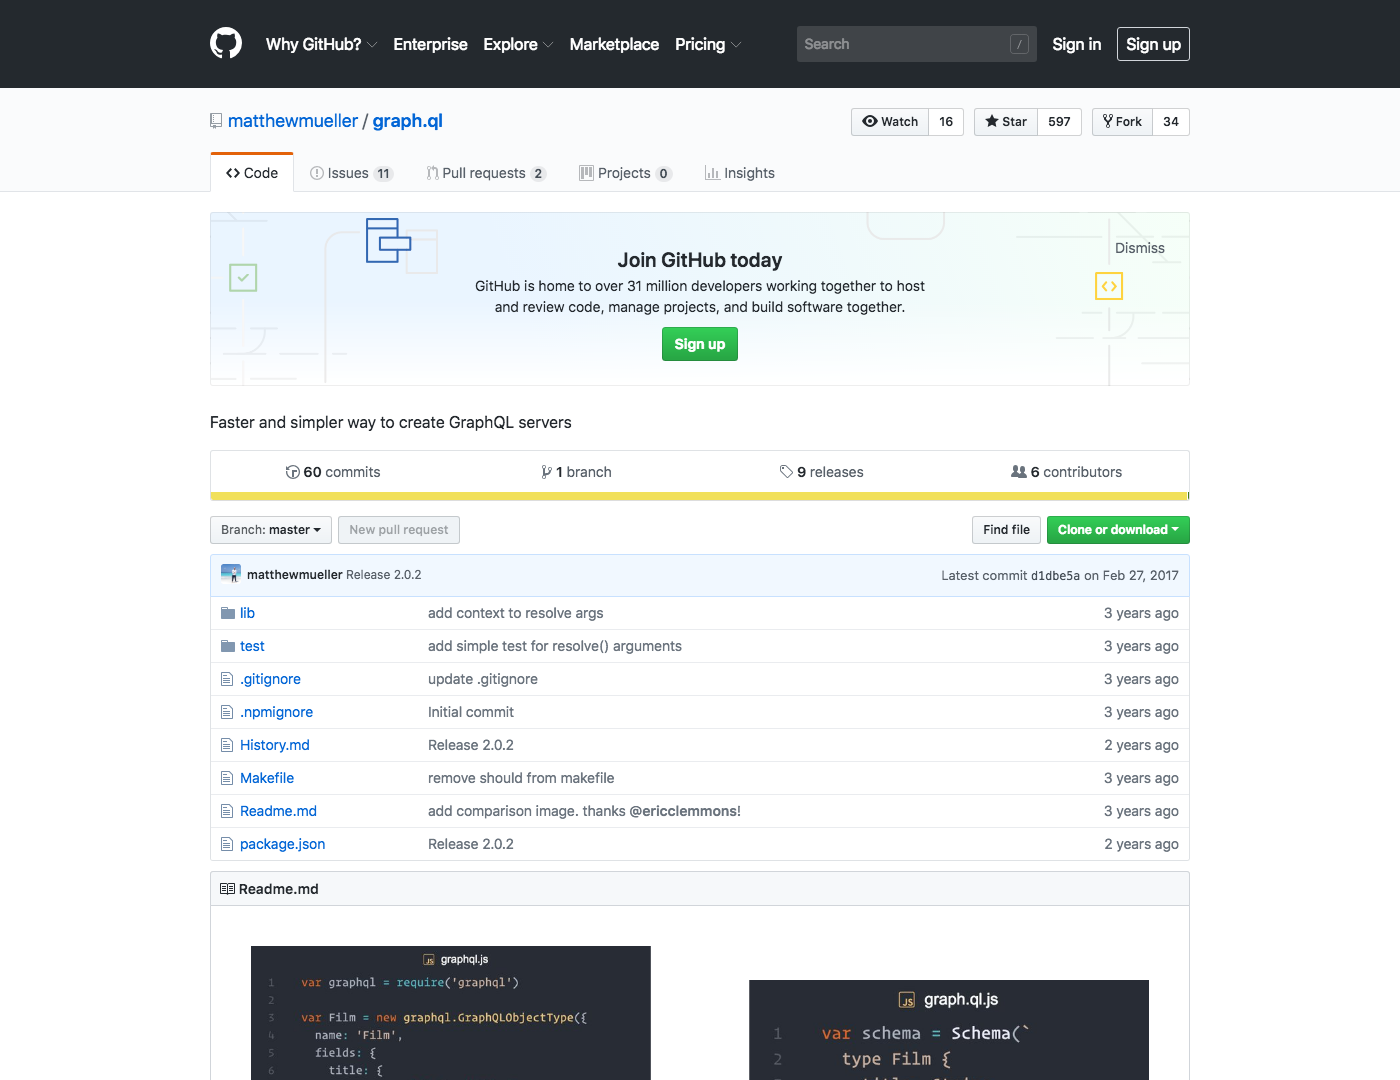 Why GitHub? Enterprise Explore Marketplace Pricing Search / Sign in Sign up
matthewmueller / graph.ql Watch 16 Star 597 Fork 34
Code Issues 11 Pull requests 2 Projects 0 Insights
Dismiss
Join GitHub today
GitHub is home to over 31 million developers working together to host
and review code, manage projects, and build software together.
Sign up
Faster and simpler way to create GraphQL servers
60 commits 1 branch 9 releases 6 contributors
Branch: master New pull request Find file Clone or download
matthewmueller Release 2.0.2 Latest commit d1dbe5a on Feb 27, 2017
lib add context to resolve args 3 years ago
test add simple test for resolve() arguments 3 years ago
.gitignore update .gitignore 3 years ago
.npmignore Initial commit 3 years ago
History.md Release 2.0.2 2 years ago
Makefile remove should from makefile 3 years ago
Readme.md add comparison image. thanks @ericclemmons! 3 years ago
package.json Release 2.0.2 2 years ago
Readme.md
JS graphql.js
1 var graphql = require('graphql')
2
3 var Film = new graphql.GraphQLObjectType({
4 name: 'Film',
5 fields: {
6 title: {
JS graph.ql.js
1 var schema = Schema(`
2 type Film {